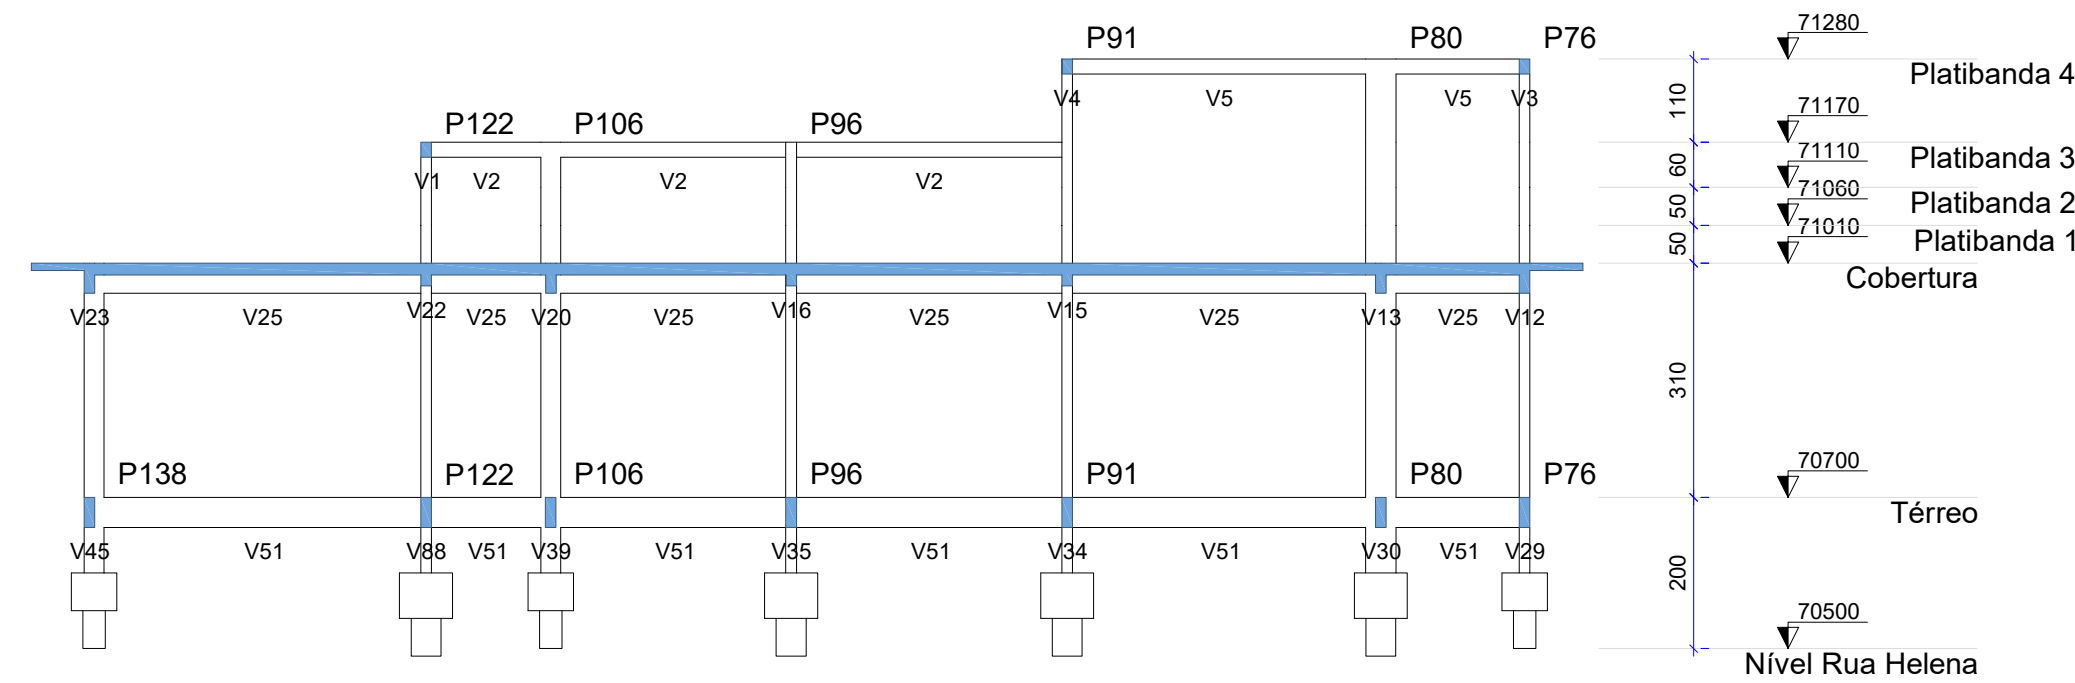 71280
P91 P80 P76
Platibanda 4
V4 V5 V5 V3
110
71170
P122 P106 P96
71110
Platibanda 3
60
V1 V2 V2 V2
71060
Platibanda 2
50
71010
Platibanda 1
50
Cobertura
V23 V25 V22 V25 V20 V25 V16 V25 V15 V25 V13 V25 V12
310
70700
P138 P122 P106 P96 P91 P80 P76
Térreo
V45 V51 V88 V51 V39 V51 V35 V51 V34 V51 V30 V51 V29
200
70500
Nível Rua Helena